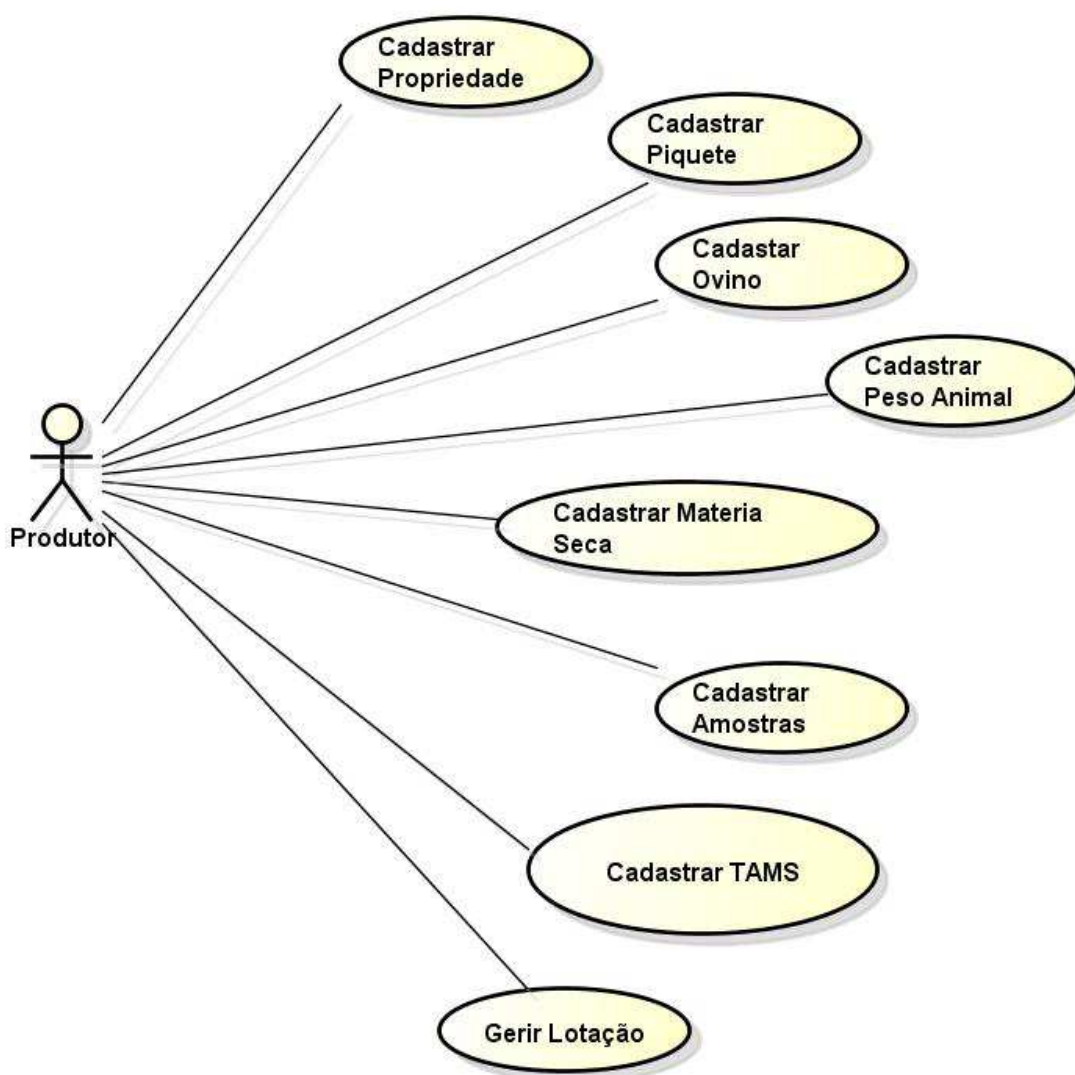 Cadastrar
Propriedade
Cadastrar
Piquete
Cadastar
Ovino
Cadastrar
Peso Animal
Produtor
Cadastrar Materia
Seca
Cadastrar
Amostras
Cadastrar TAMS
Gerir Lotação